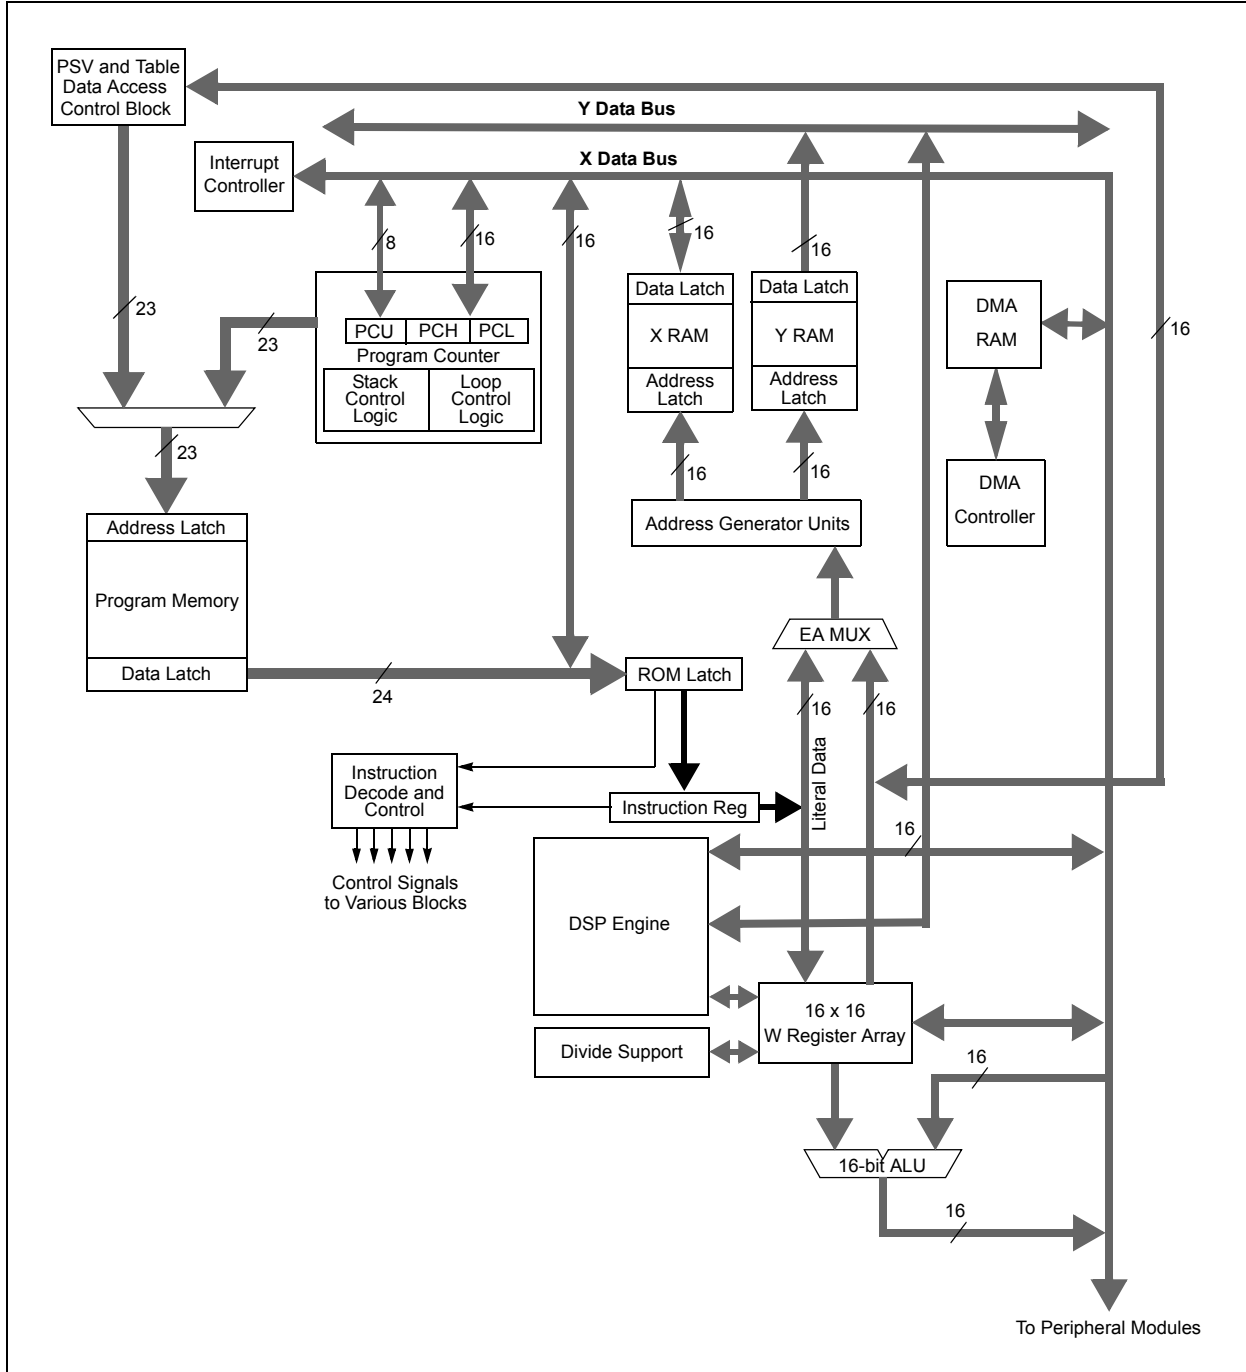 PSV and Table
Data Access
Control Block
Y Data Bus
X Data Bus
Interrupt
Controller
8
16
16
16
16
23
23
16
PCU
PCH
PCL
Program Counter
Stack
Control
Logic
Loop
Control
Logic
Data Latch
X RAM
Address
Latch
Data Latch
Y RAM
Address
Latch
DMA
RAM
23
16
16
DMA
Controller
Address Generator Units
Address Latch
Program Memory
Data Latch
24
EA MUX
ROM Latch
16
16
Literal Data
Instruction
Decode and
Control
Instruction Reg
Control Signals
to Various Blocks
16
DSP Engine
16 x 16
W Register Array
Divide Support
16
16-bit ALU
16
To Peripheral Modules